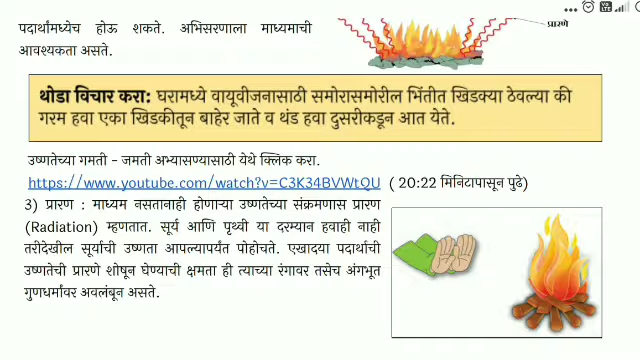 पदार्थांमध्येच होऊ शकते. अभिसरणाला माध्यमाची
आवश्यकता असते.
प्रारणे
थोडा विचार करा: घरामध्ये वायूवीजनासाठी समोरासमोरील भिंतीत खिडक्या ठेवल्या की
गरम हवा एका खिडकीतून बाहेर जाते व थंड हवा दुसरीकडून आत येते.
उष्णतेच्या गमती - जमती अभ्यासण्यासाठी येथे क्लिक करा.
https://www.youtube.com/watch?v=C3K34BVWtQU ( 20:22 मिनिटापासून पुढे)
3) प्रारण : माध्यम नसतानाही होणाऱ्या उष्णतेच्या संक्रमणास प्रारण
(Radiation) म्हणतात. सूर्य आणि पृथ्वी या दरम्यान हवाही नाही
तरीदेखील सूर्याची उष्णता आपल्यापर्यंत पोहोचते. एखादया पदार्थाची
उष्णतेची प्रारणे शोषून घेण्याची क्षमता ही त्याच्या रंगावर तसेच अंगभूत
गुणधर्मांवर अवलंबून असते.